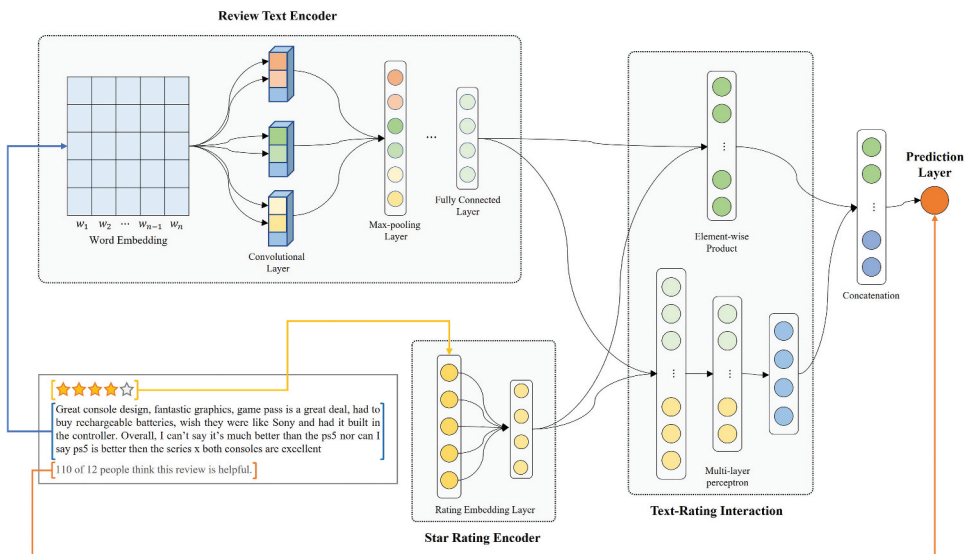 Review Text Encoder
w₁ w₂ ⋯ wₙ₋₁ wₙ
Word Embedding
Convolutional
Layer
Max-pooling
Layer
...
Fully Connected
Layer
Element-wise
Product
Multi-layer
perceptron
Text-Rating Interaction
Concatenation
Prediction
Layer
Great console design, fantastic graphics, game pass is a great deal, had to
buy rechargeable batteries, wish they were like Sony and had it built in
the controller. Overall, I can't say it's much better than the ps5 nor can I
say ps5 is better then the series x both consoles are excellent
110 of 12 people think this review is helpful.
Rating Embedding Layer
Star Rating Encoder